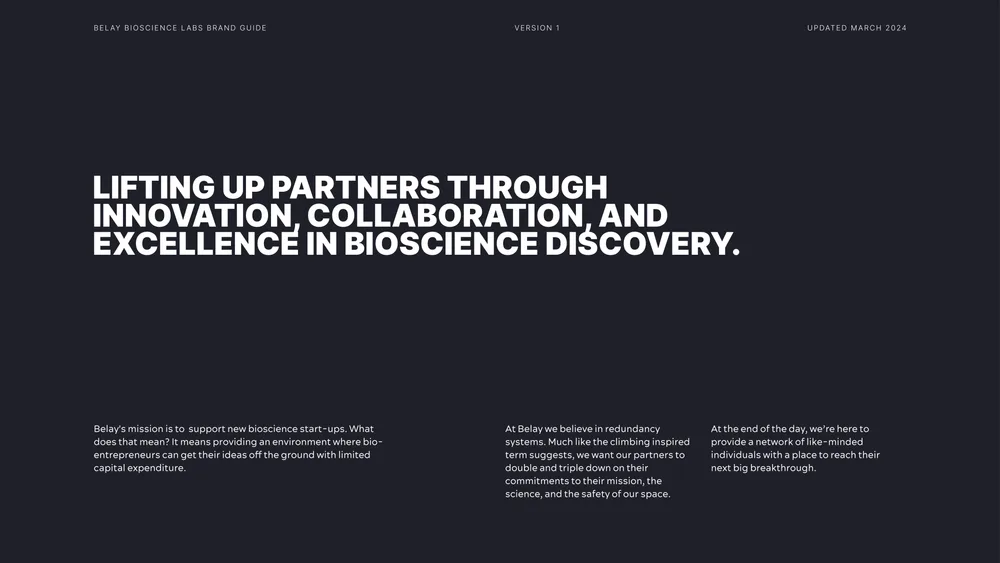 BELAY BIOSCIENCE LABS BRAND GUIDE
VERSION 1
UPDATED MARCH 2024
LIFTING UP PARTNERS THROUGH
INNOVATION, COLLABORATION, AND
EXCELLENCE IN BIOSCIENCE DISCOVERY.
Belay's mission is to  support new bioscience start-ups. What
does that mean? It means providing an environment where bio-
entrepreneurs can get their ideas off the ground with limited
capital expenditure.
At Belay we believe in redundancy
systems. Much like the climbing inspired
term suggests, we want our partners to
double and triple down on their
commitments to their mission, the
science, and the safety of our space.
At the end of the day, we're here to
provide a network of like-minded
individuals with a place to reach their
next big breakthrough.